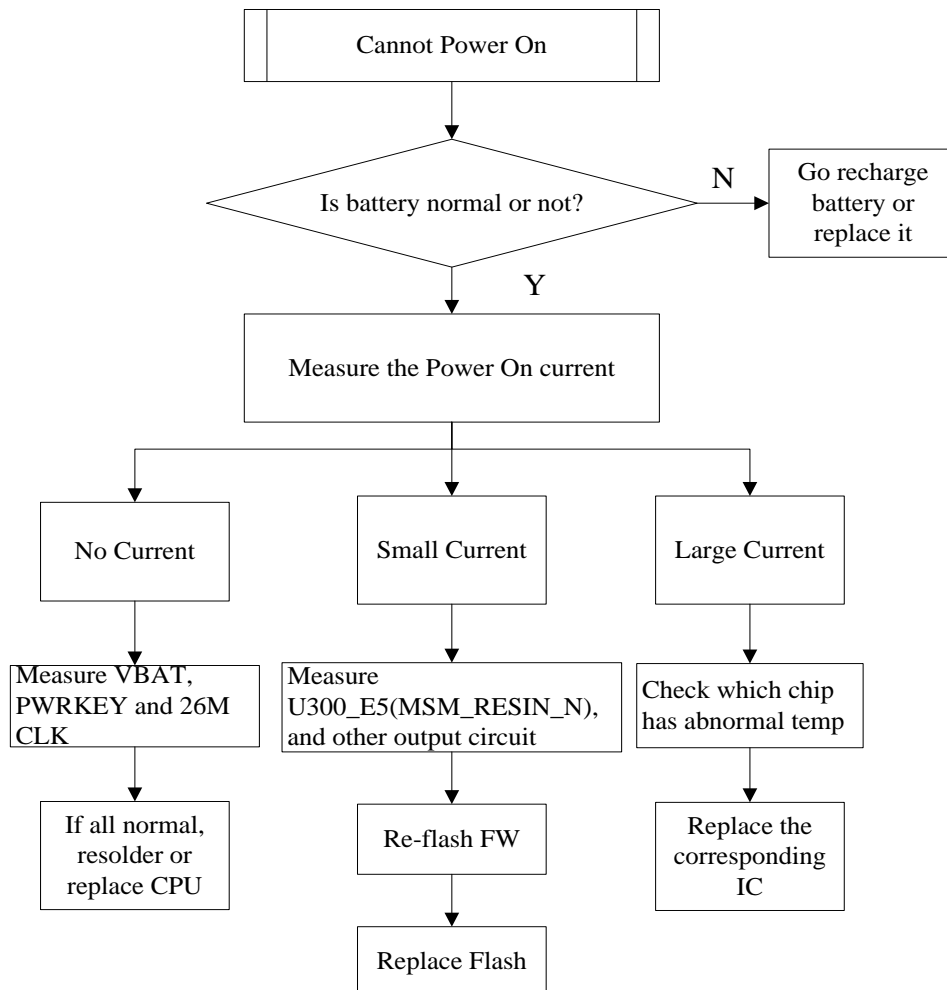 Cannot Power On
Is battery normal or not?
N
Go recharge
battery or
replace it
Y
Measure the Power On current
No Current
Small Current
Large Current
Measure VBAT,
PWRKEY and 26M
CLK
Measure
U300_E5(MSM_RESIN_N),
and other output circuit
Check which chip
has abnormal temp
If all normal,
resolder or
replace CPU
Re-flash FW
Replace the
corresponding
IC
Replace Flash